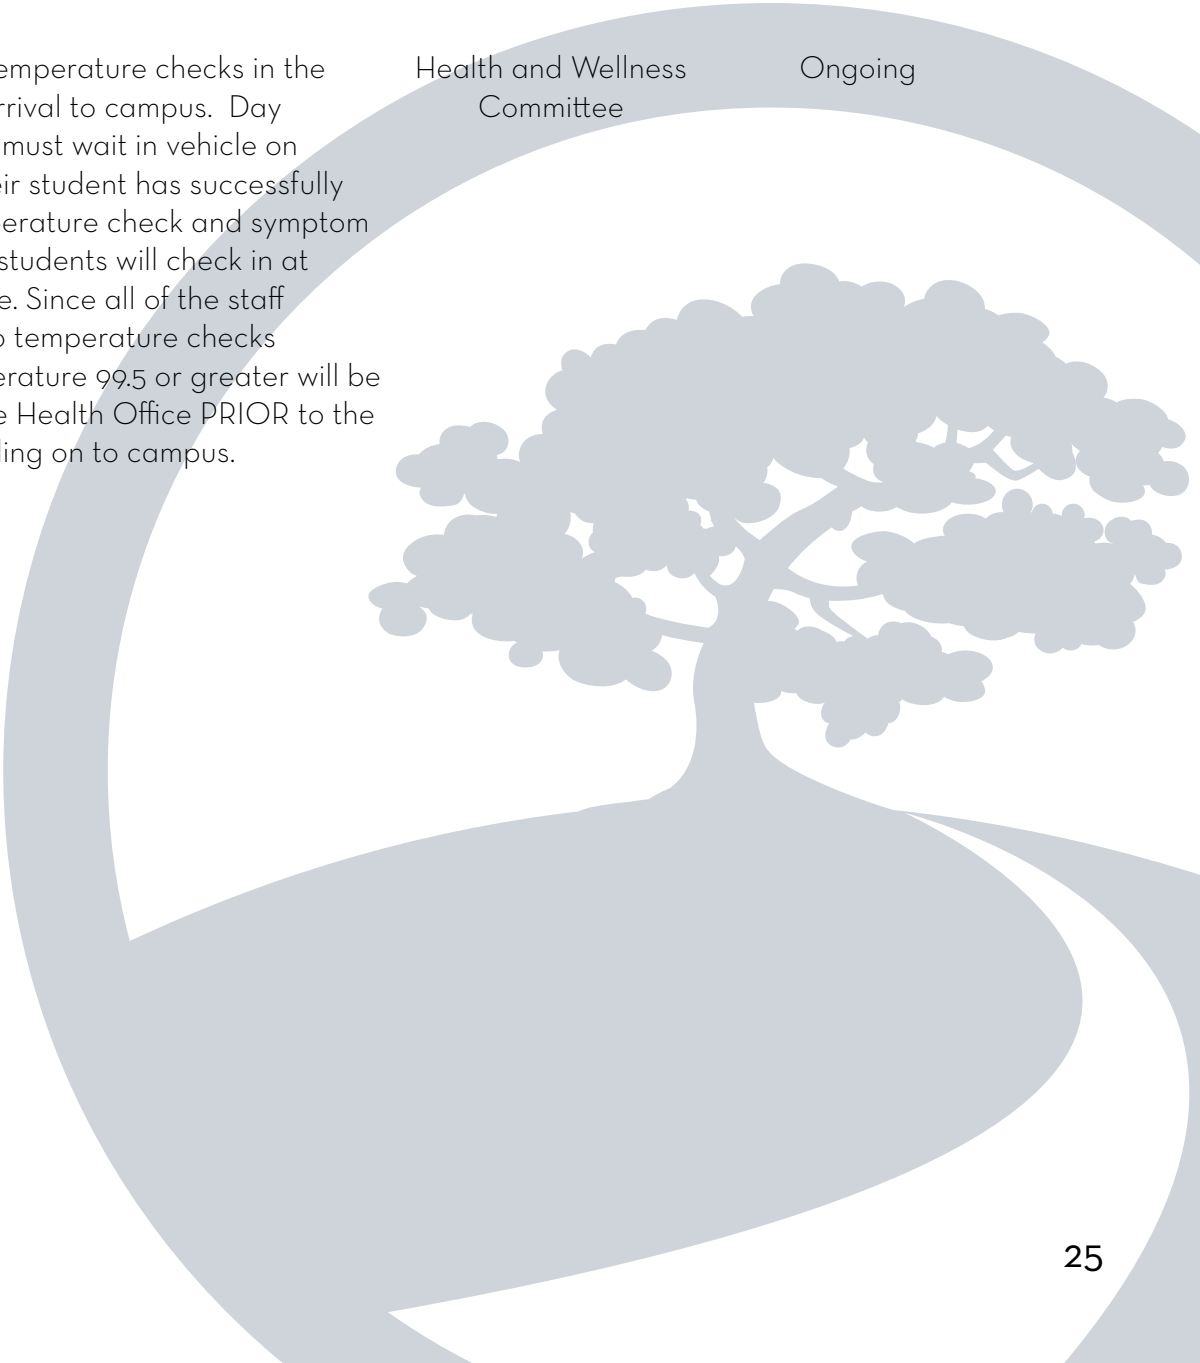 emperature checks in the
rrival to campus.  Day
must wait in vehicle on
eir student has successfully
perature check and symptom
students will check in at
e. Since all of the staff
o temperature checks
erature 99.5 or greater will be
e Health Office PRIOR to the
ling on to campus.
Health and Wellness
Committee
Ongoing
25